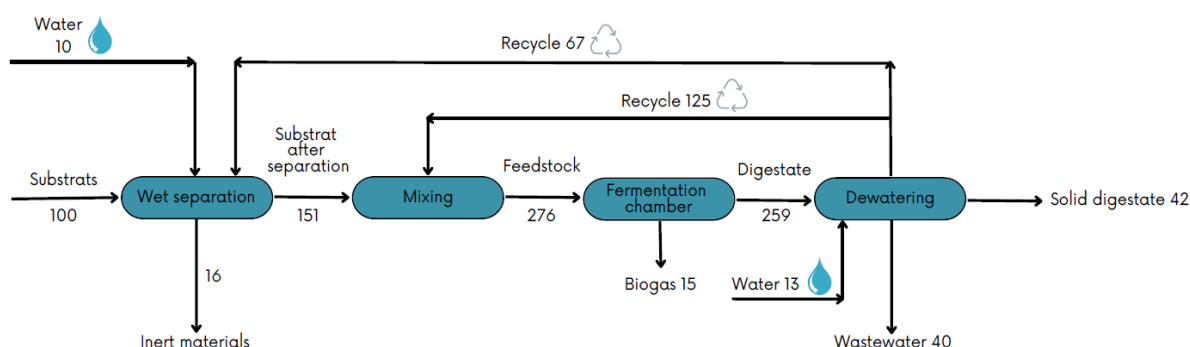 Water
10
Recycle 67
Recycle 125
Substrat
after
separation
Substrats
100
Wet separation
151
Mixing
Feedstock
276
Fermentation
chamber
Digestate
259
Dewatering
Solid digestate 42
16
Biogas 15
Water 13
Inert materials
Wastewater 40